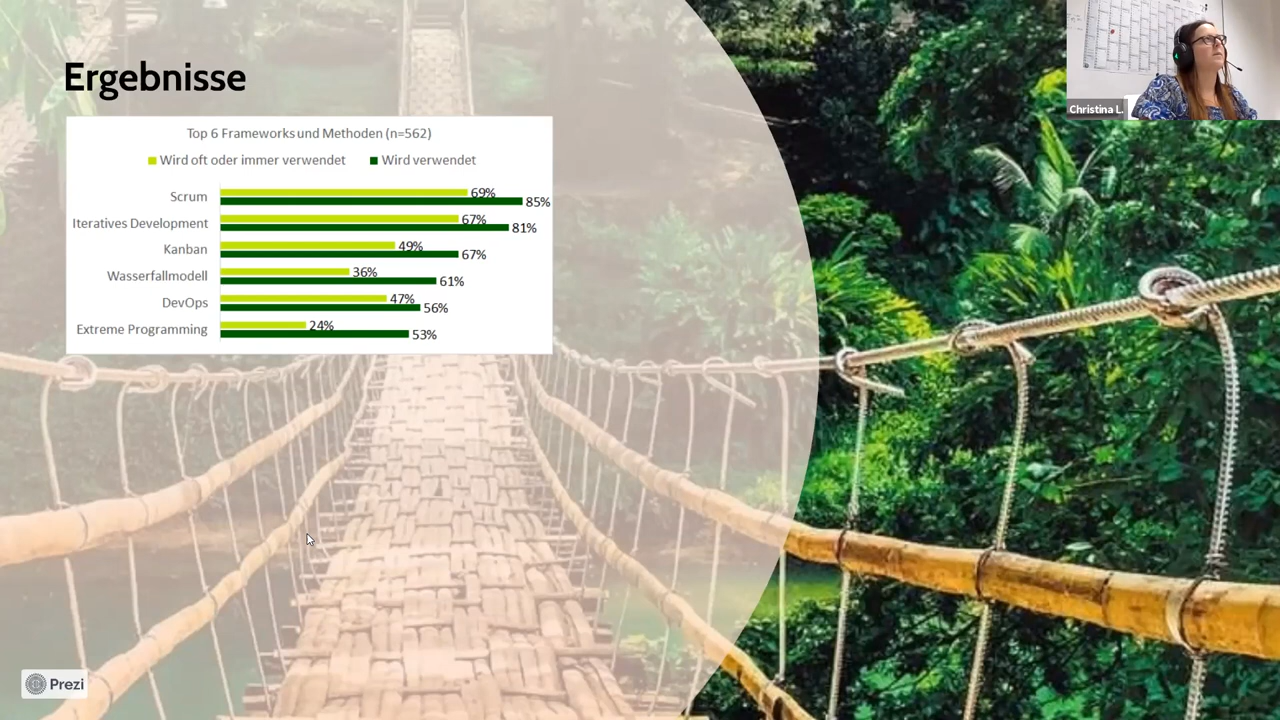 Ergebnisse
Top 6 Frameworks und Methoden (n=562)
Wird oft oder immer verwendet Wird verwendet
Scrum 69% 85%
Iteratives Development 67% 81%
Kanban 49% 67%
Wasserfallmodell 36% 61%
DevOps 47% 56%
Extreme Programming 24% 53%
Christina L.
Prezi